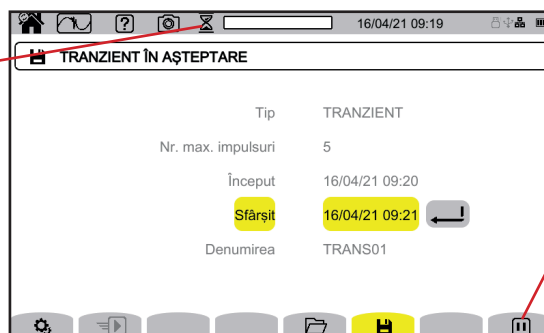 ? 16/04/21 09:19
TRANZIENT ÎN AȘTEPTARE
Tip TRANZIENT
Nr. max. impulsuri 5
Început 16/04/21 09:20
Sfârșit 16/04/21 09:21
Denumirea TRANS01